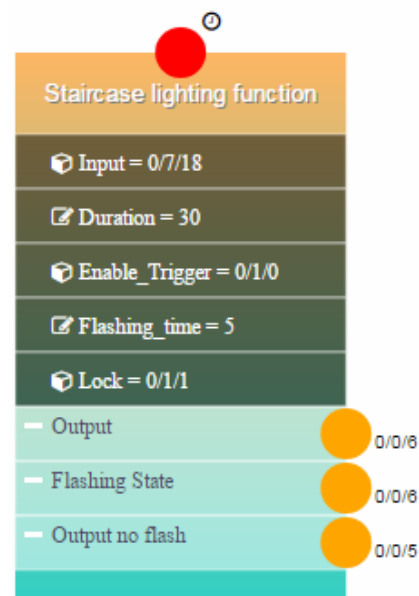 Staircase lighting function
Input = 0/7/18
Duration = 30
Enable_Trigger = 0/1/0
Flashing_time = 5
Lock = 0/1/1
Output
0/0/6
Flashing State
0/0/6
Output no flash
0/0/5